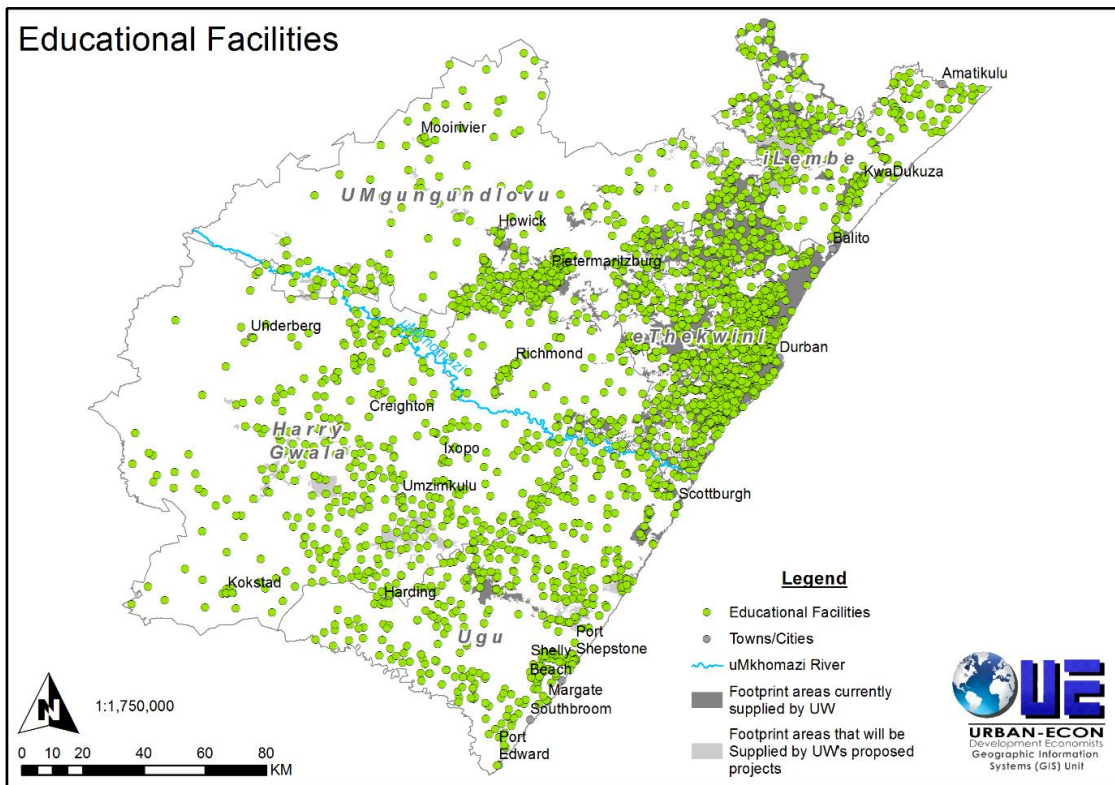 Educational Facilities
Amatikulu
Mooirivier
iLembe
KwaDukuza
UMgungundlovu
Howick
Balito
Pietermaritzburg
Underberg
uMkhomazi
eThekwini
Durban
Richmond
Creighton
Harry
Gwala
Ixopo
Umzimkulu
Scottburgh
Kokstad
Harding
Ugu
Port
Shepstone
Shelly
Beach
Margate
Southbroom
Port
Edward
N
1:1,750,000
0 10 20 40 60 80
KM
Legend
Educational Facilities
Towns/Cities
uMkhomazi River
Footprint areas currently
supplied by UW
Footprint areas that will be
Supplied by UW's proposed
projects
UE
URBAN-ECON
Development Economists
Geographic Information
Systems (GIS) Unit